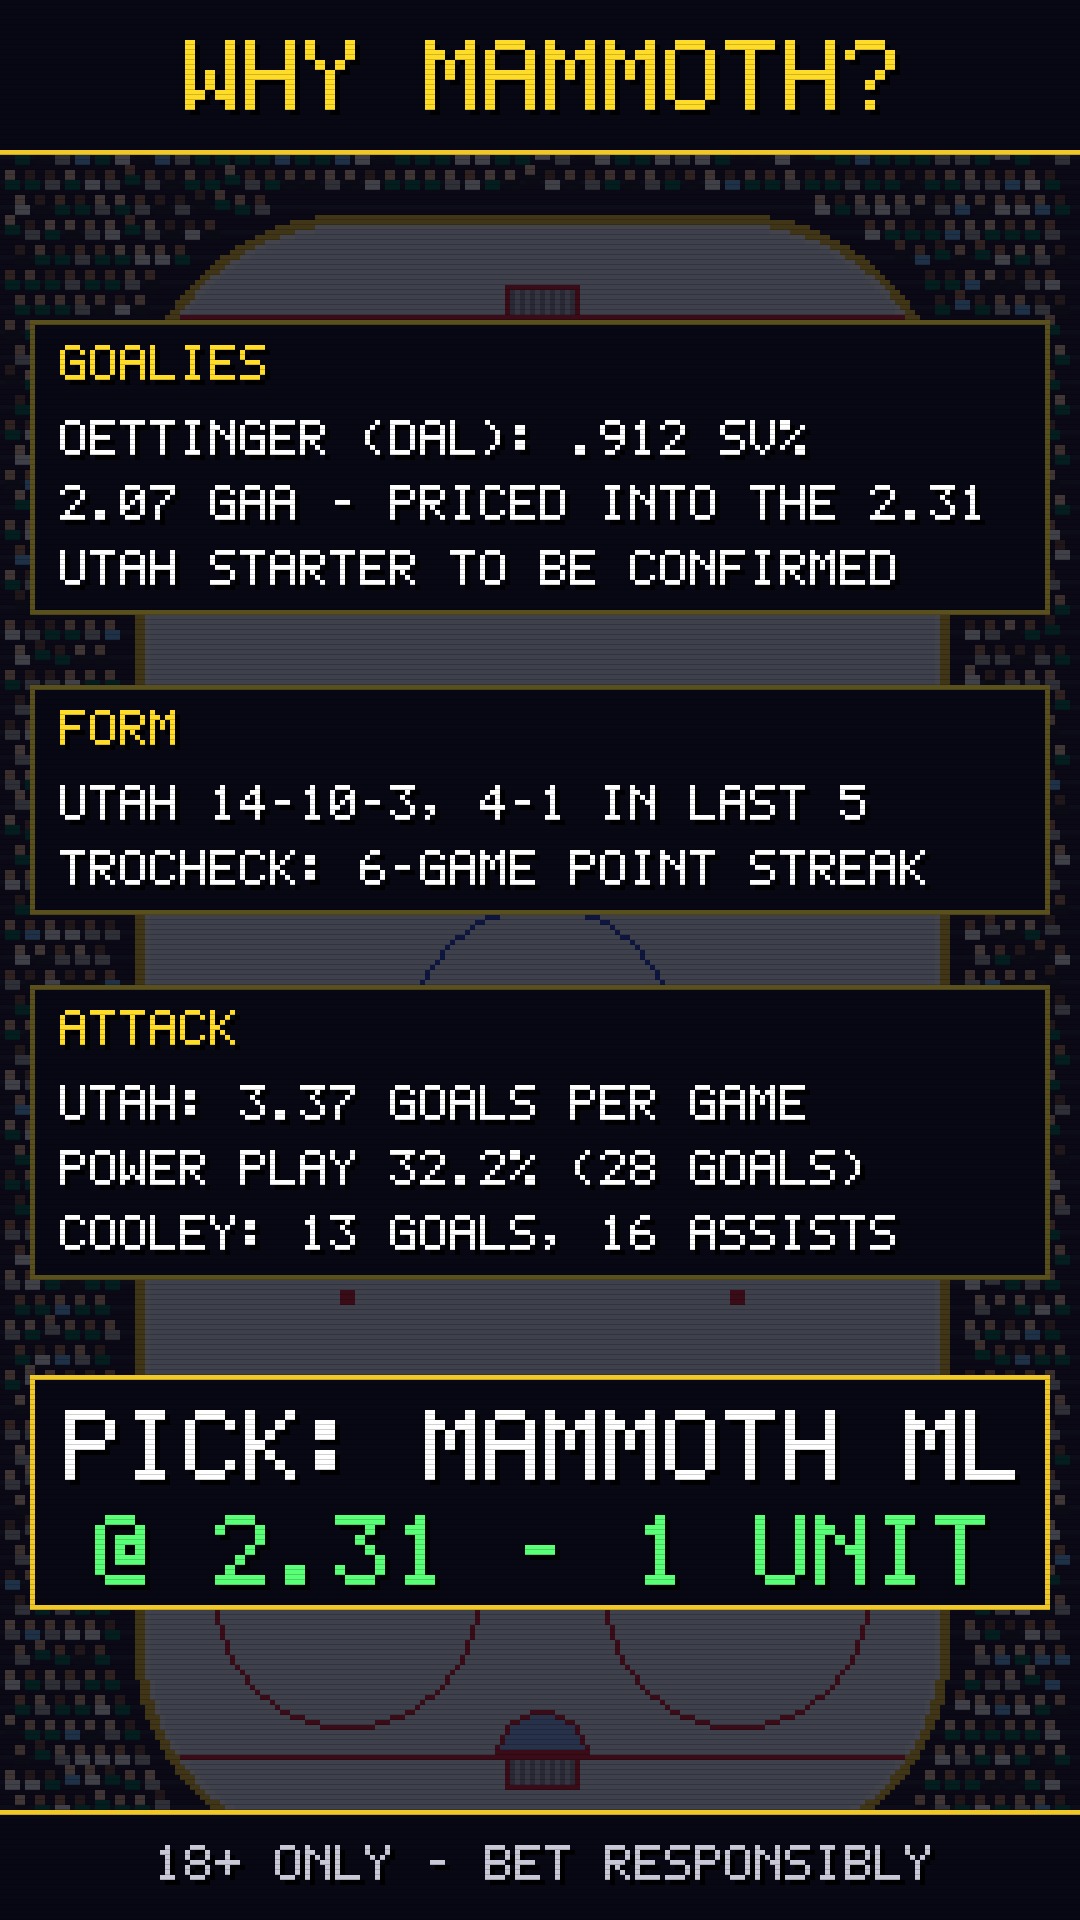 WHY MAMMOTH?
GOALIES
OETTINGER (DAL): .912 SV%
2.07 GAA - PRICED INTO THE 2.31
UTAH STARTER TO BE CONFIRMED
FORM
UTAH 14-10-3, 4-1 IN LAST 5
TROCHECK: 6-GAME POINT STREAK
ATTACK
UTAH: 3.37 GOALS PER GAME
POWER PLAY 32.2% (28 GOALS)
COOLEY: 13 GOALS, 16 ASSISTS
PICK: MAMMOTH ML
@ 2.31 - 1 UNIT
18+ ONLY - BET RESPONSIBLY